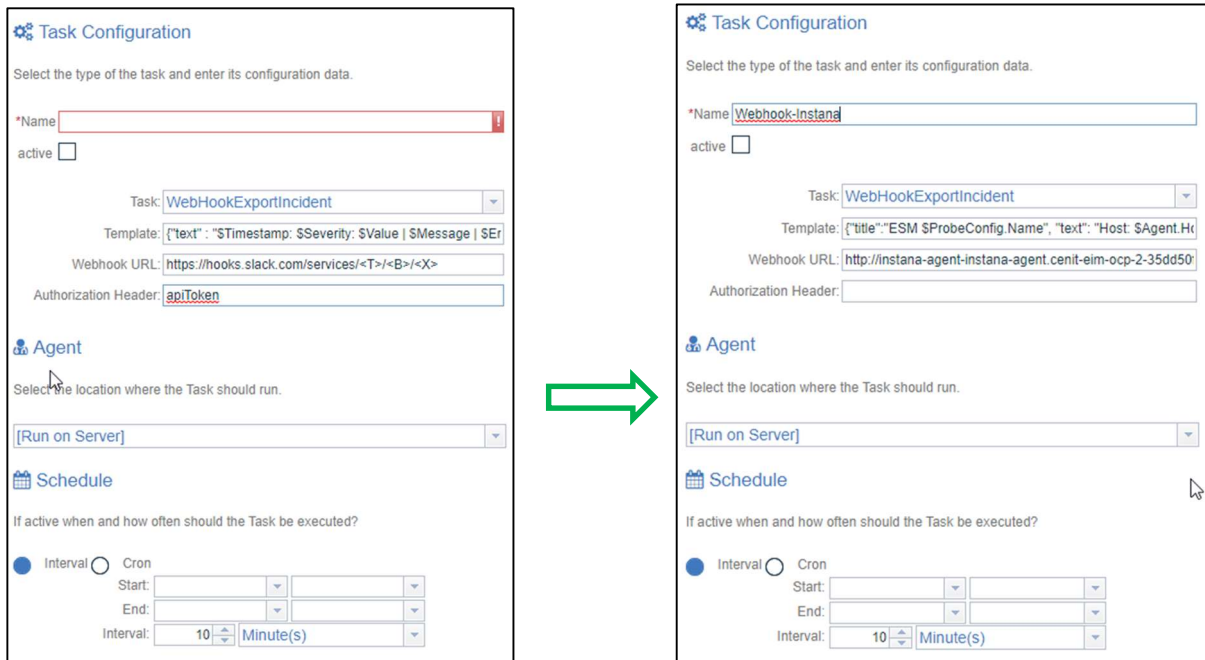 Task Configuration
Select the type of the task and enter its configuration data.
*Name
!
active
Task: WebHookExportIncident
Template: {"text" : "$Timestamp: $Severity: $Value | $Message | $Er
Webhook URL: https://hooks.slack.com/services/<T>/<B>/<X>
Authorization Header: apiToken
Agent
Select the location where the Task should run.
[Run on Server]
Schedule
If active when and how often should the Task be executed?
Interval Cron
Start:
End:
Interval: 10 Minute(s)
Task Configuration
Select the type of the task and enter its configuration data.
*Name Webhook-Instana
active
Task: WebHookExportIncident
Template: {"title":"ESM $ProbeConfig.Name", "text": "Host: $Agent.Ho
Webhook URL: http://instana-agent-instana-agent.cenit-eim-ocp-2-35dd50
Authorization Header:
Agent
Select the location where the Task should run.
[Run on Server]
Schedule
If active when and how often should the Task be executed?
Interval Cron
Start:
End:
Interval: 10 Minute(s)